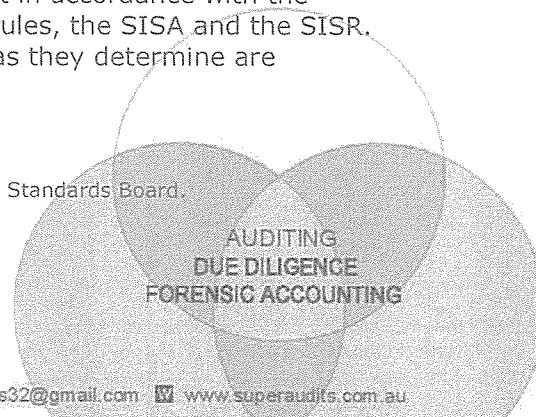 t in accordance with the
rules, the SISA and the SISR.
as they determine are
Standards Board.
AUDITING
DUE DILIGENCE
FORENSIC ACCOUNTING
s32@gmail.com W www.superaudits.com.au